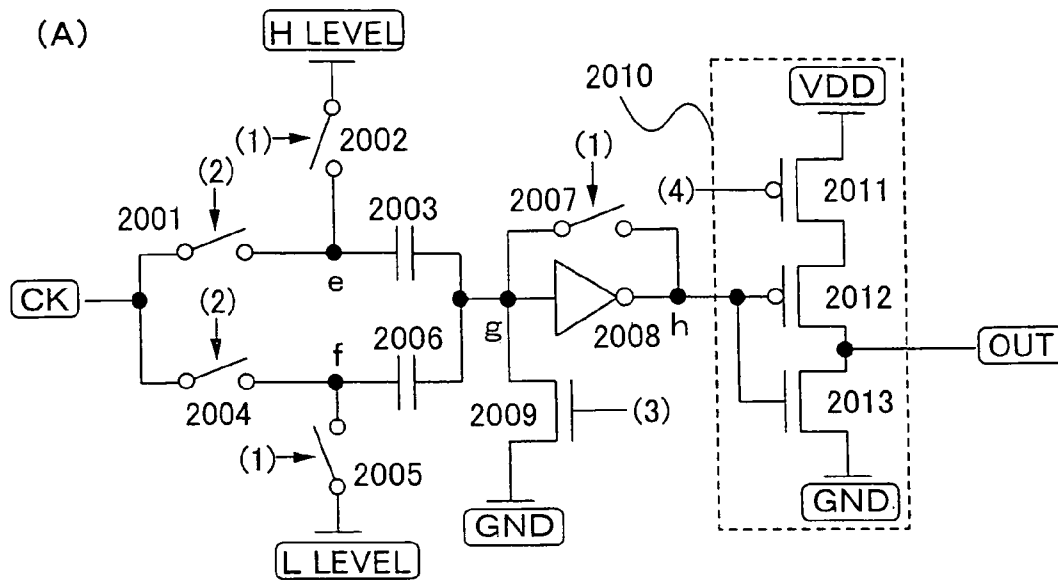 (A)
H LEVEL
2010
VDD
(1)
2002
(1)
(2)
2007
(4)
2011
2001
2003
e
CK
g
2008
h
2012
OUT
(2)
f
2006
2004
2009
(3)
2013
(1)
2005
GND
GND
L LEVEL